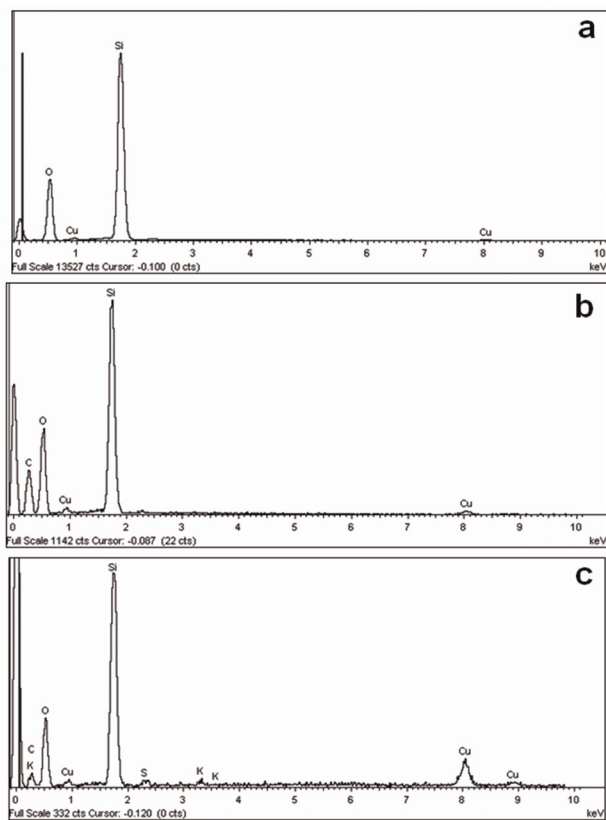 a
Si
O
Cu
Cu
0 1 2 3 4 5 6 7 8 9 10
Full Scale 13527 cts Cursor: -0.100 (0 cts)
keV
b
Si
O
C
Cu
Cu
0 1 2 3 4 5 6 7 8 9 10
Full Scale 1142 cts Cursor: -0.087 (22 cts)
keV
c
Si
O
C
K
Cu
S
K
K
Cu
Cu
0 1 2 3 4 5 6 7 8 9 10
Full Scale 332 cts Cursor: -0.120 (0 cts)
keV